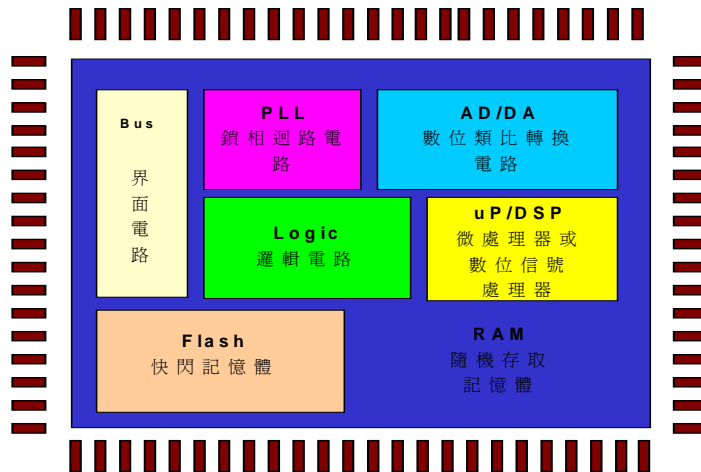 Bus
界
面
電
路
PLL
鎖相迴路電
路
AD/DA
數位類比轉換
電路
Logic
邏輯電路
uP/DSP
微處理器或
數位信號
處理器
Flash
快閃記憶體
RAM
隨機存取
記憶體